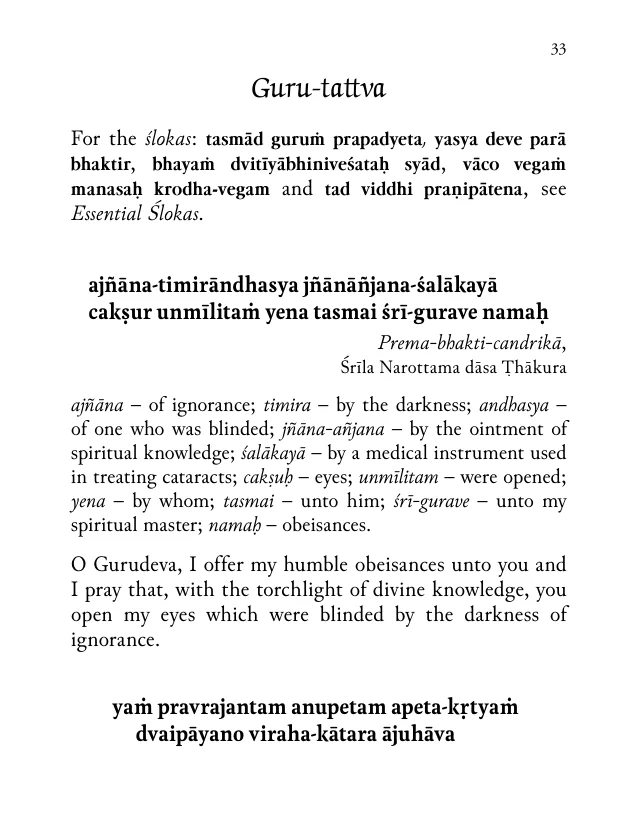 33
Guru-tattva
For the ślokas: tasmād guruṁ prapadyeta, yasya deve parā
bhaktir, bhayaṁ dvitīyābhiniveśataḥ syād, vāco vegaṁ
manasaḥ krodha-vegam and tad viddhi praṇipātena, see
Essential Ślokas.
ajñāna-timirāndhasya jñānāñjana-śalākayā
cakṣur unmīlitaṁ yena tasmai śrī-gurave namaḥ
Prema-bhakti-candrikā,
Śrīla Narottama dāsa Ṭhākura
ajñāna – of ignorance; timira – by the darkness; andhasya –
of one who was blinded; jñāna-añjana – by the ointment of
spiritual knowledge; śalākayā – by a medical instrument used
in treating cataracts; cakṣuḥ – eyes; unmīlitam – were opened;
yena – by whom; tasmai – unto him; śrī-gurave – unto my
spiritual master; namaḥ – obeisances.
O Gurudeva, I offer my humble obeisances unto you and
I pray that, with the torchlight of divine knowledge, you
open my eyes which were blinded by the darkness of
ignorance.
yaṁ pravrajantam anupetam apeta-kṛtyaṁ
dvaipāyano viraha-kātara ājuhāva